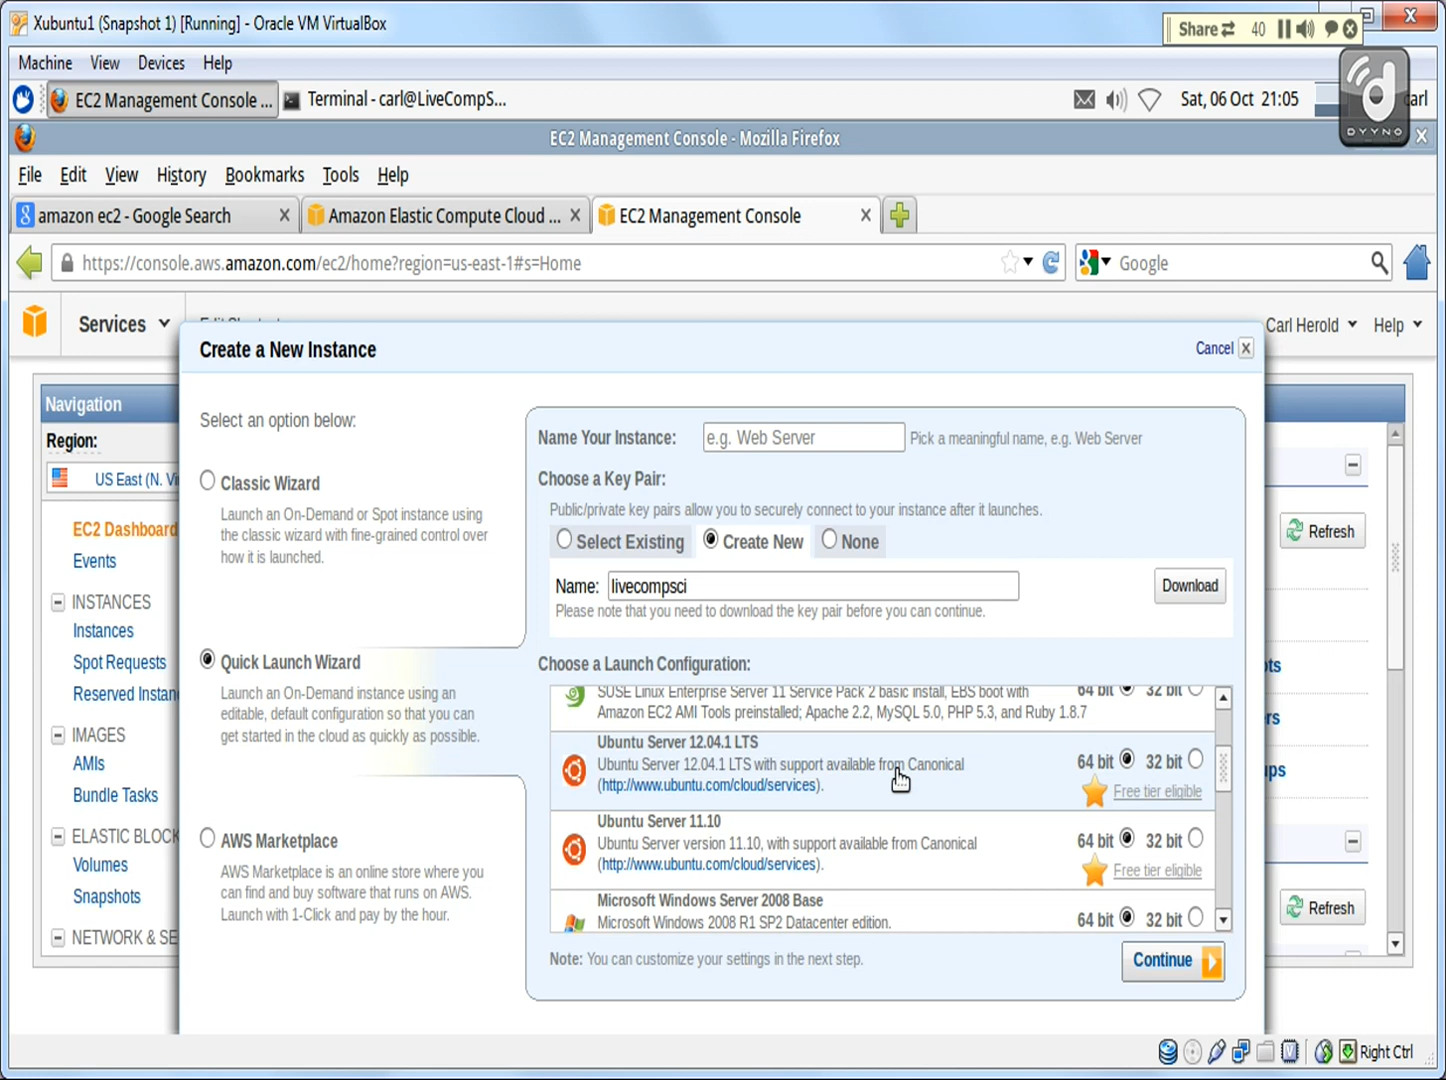 Xubuntu1 (Snapshot 1) [Running] - Oracle VM VirtualBox
Share 40
Machine View Devices Help
EC2 Management Console ... Terminal - carl@LiveCompS... Sat, 06 Oct 21:05 carl
DYYNO
EC2 Management Console - Mozilla Firefox
File Edit View History Bookmarks Tools Help
amazon ec2 - Google Search Amazon Elastic Compute Cloud ... EC2 Management Console
https://console.aws.amazon.com/ec2/home?region=us-east-1#s=Home Google
Services Carl Herold Help
Create a New Instance Cancel
Navigation
Region:
US East (N. Vi
EC2 Dashboard
Events
INSTANCES
Instances
Spot Requests
Reserved Instan
IMAGES
AMIs
Bundle Tasks
ELASTIC BLOCK
Volumes
Snapshots
NETWORK & SE
Select an option below:
Classic Wizard
Launch an On-Demand or Spot instance using
the classic wizard with fine-grained control over
how it is launched.
Quick Launch Wizard
Launch an On-Demand instance using an
editable, default configuration so that you can
get started in the cloud as quickly as possible.
AWS Marketplace
AWS Marketplace is an online store where you
can find and buy software that runs on AWS.
Launch with 1-Click and pay by the hour.
Name Your Instance: e.g. Web Server Pick a meaningful name, e.g. Web Server
Choose a Key Pair:
Public/private key pairs allow you to securely connect to your instance after it launches.
Select Existing Create New None
Name: livecompsci Download
Please note that you need to download the key pair before you can continue.
Choose a Launch Configuration:
SUSE Linux Enterprise Server 11 Service Pack 2 basic install, EBS boot with 64 bit 32 bit
Amazon EC2 AMI Tools preinstalled; Apache 2.2, MySQL 5.0, PHP 5.3, and Ruby 1.8.7
Ubuntu Server 12.04.1 LTS
Ubuntu Server 12.04.1 LTS with support available from Canonical 64 bit 32 bit
(http://www.ubuntu.com/cloud/services). Free tier eligible
Ubuntu Server 11.10
Ubuntu Server version 11.10, with support available from Canonical 64 bit 32 bit
(http://www.ubuntu.com/cloud/services). Free tier eligible
Microsoft Windows Server 2008 Base
Microsoft Windows 2008 R1 SP2 Datacenter edition. 64 bit 32 bit
Note: You can customize your settings in the next step. Continue
Refresh
ts
rs
ips
Refresh
Right Ctrl